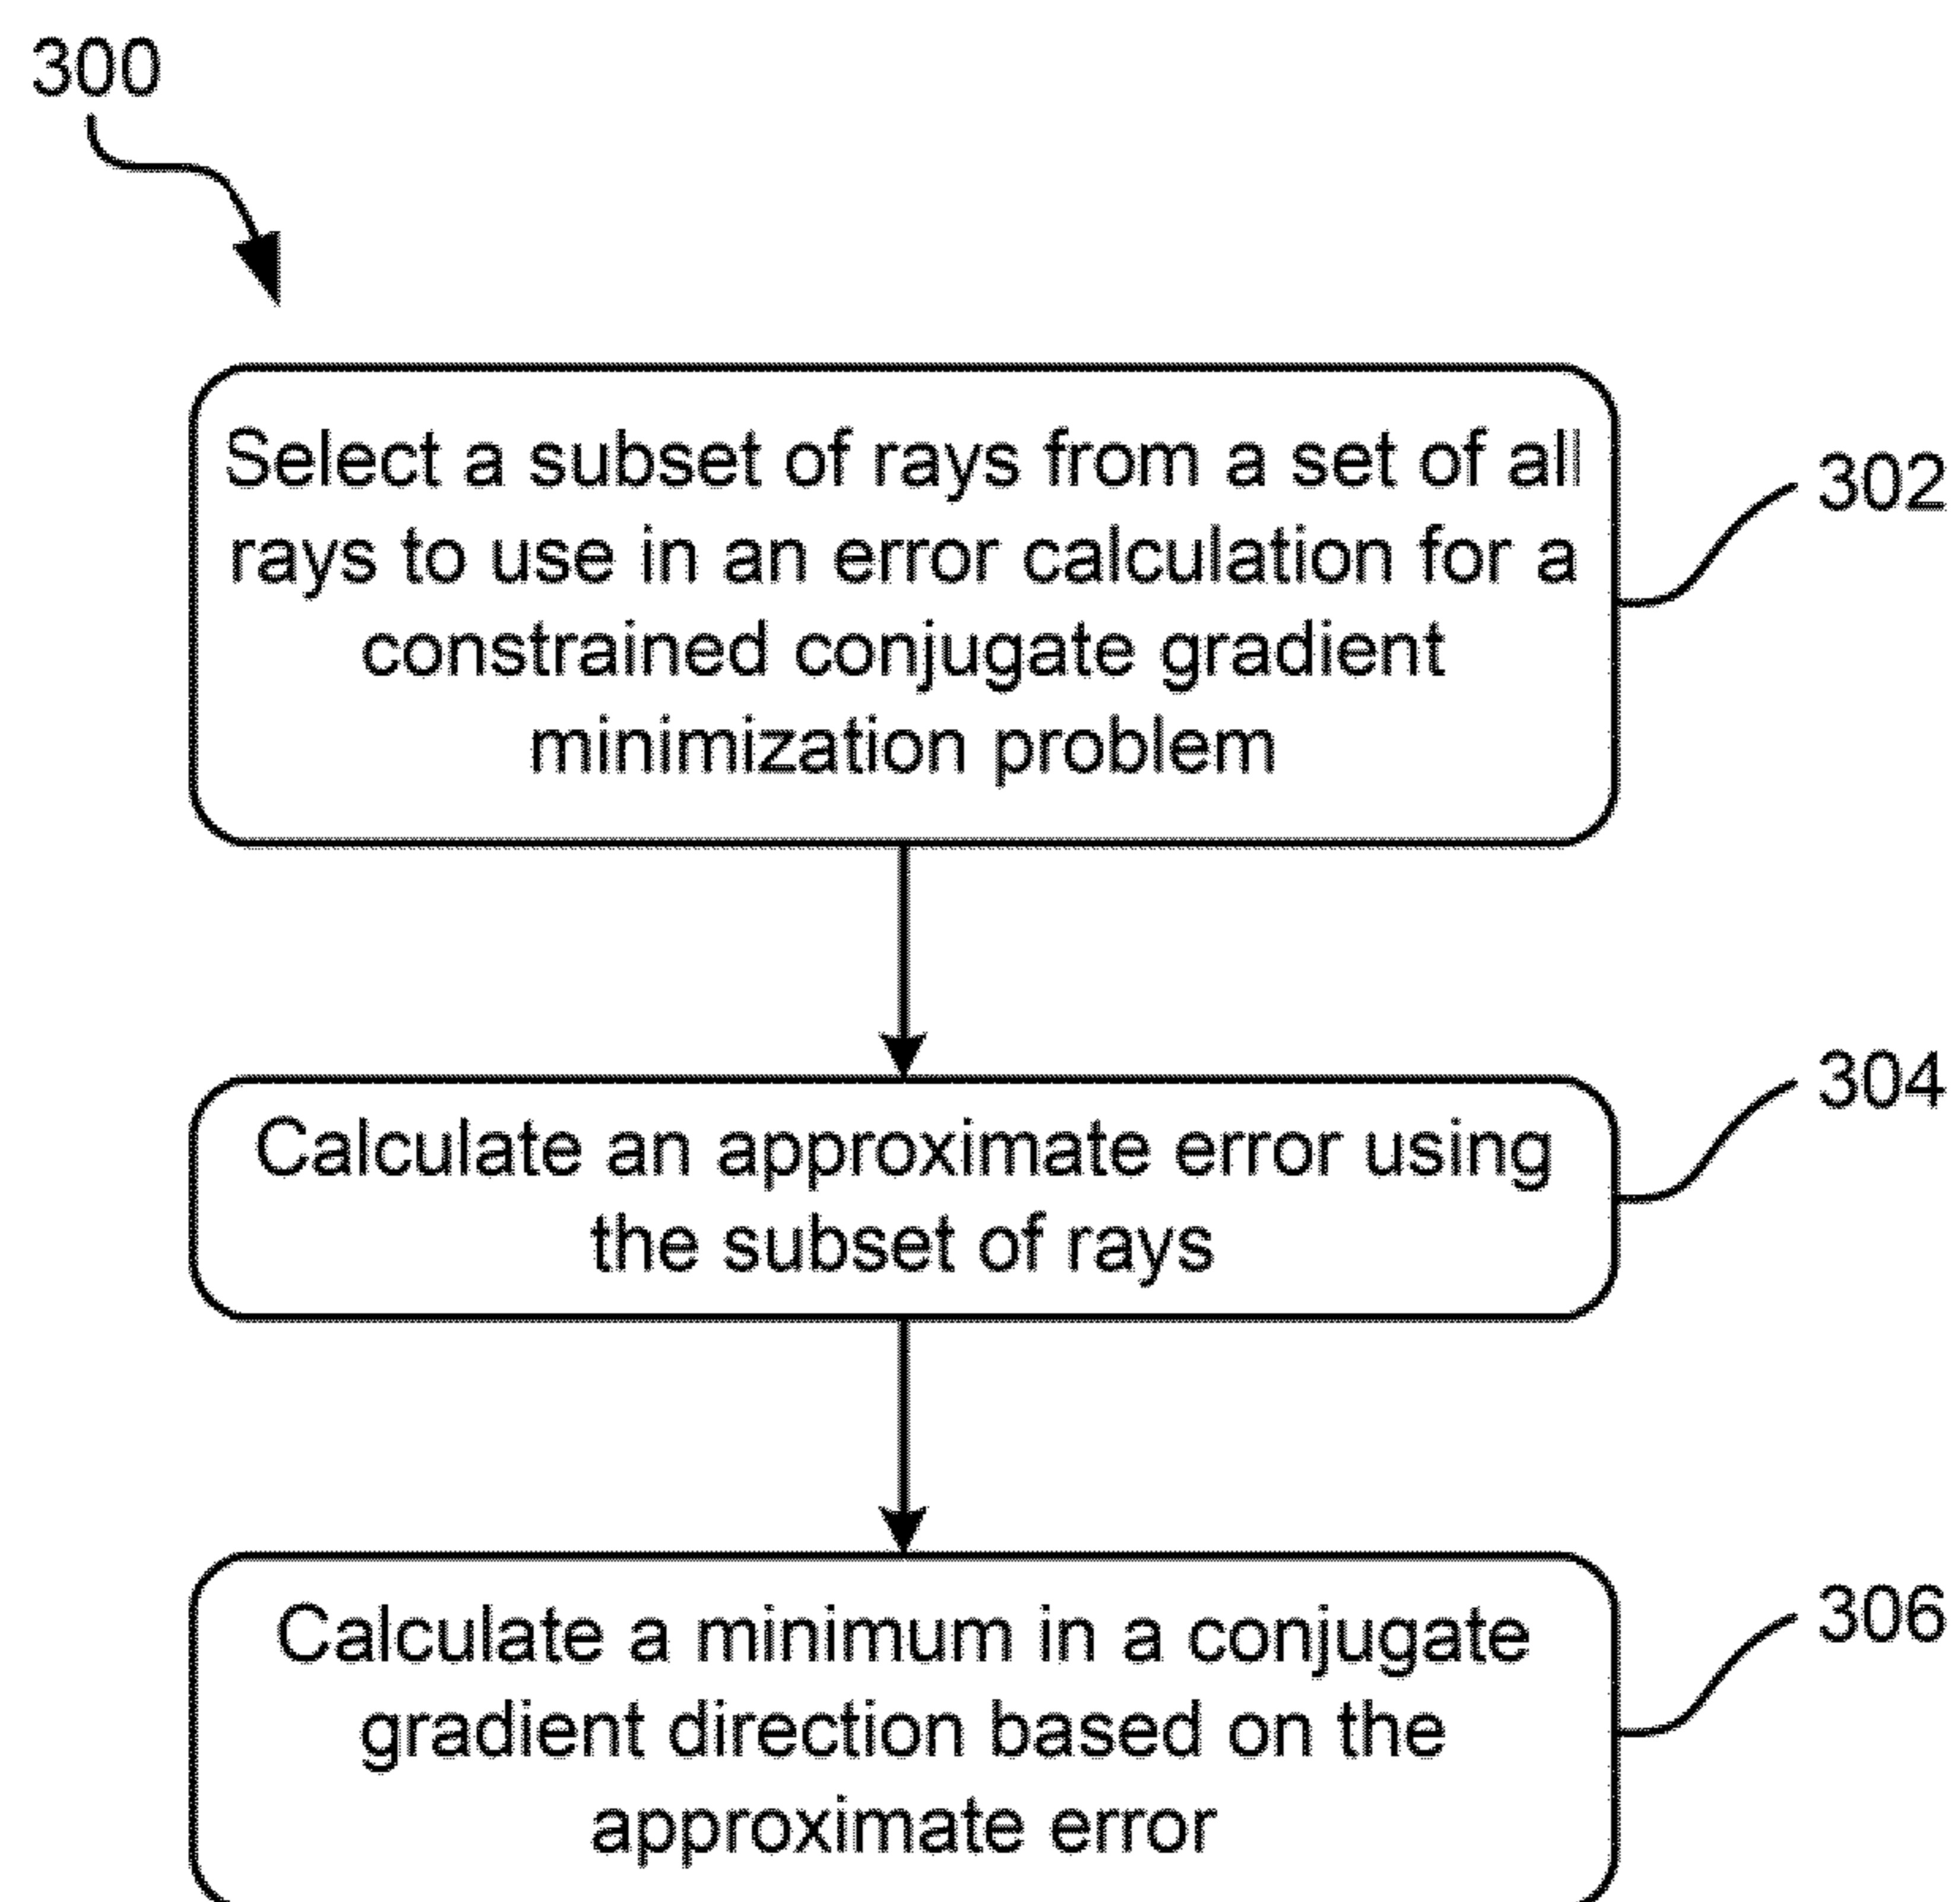 300
Select a subset of rays from a set of all
rays to use in an error calculation for a
constrained conjugate gradient
minimization problem
302
Calculate an approximate error using
the subset of rays
304
Calculate a minimum in a conjugate
gradient direction based on the
approximate error
306